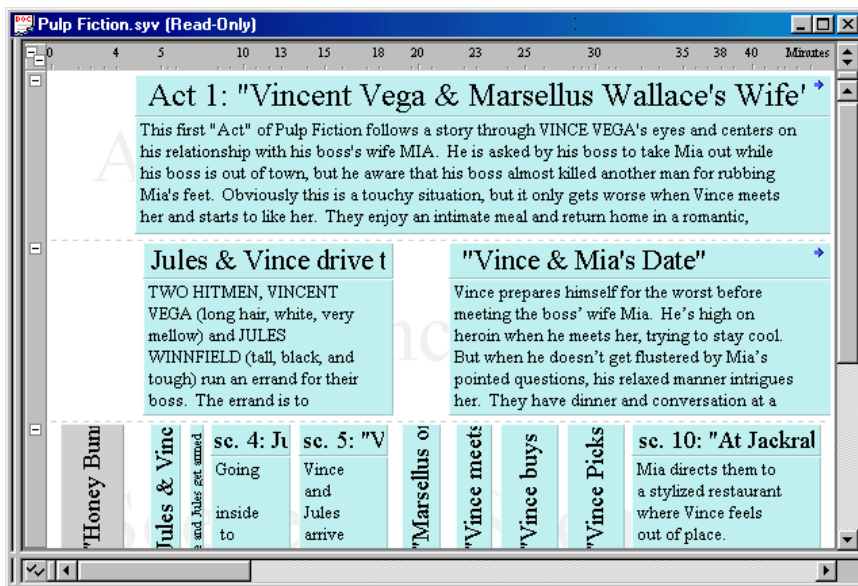 Pulp Fiction.syv (Read-Only)
0 4 5 10 13 15 18 20 23 25 30 35 38 40 Minutes
Act 1: "Vincent Vega & Marsellus Wallace's Wife'
This first "Act" of Pulp Fiction follows a story through VINCE VEGA's eyes and centers on
his relationship with his boss's wife MIA. He is asked by his boss to take Mia out while
his boss is out of town, but he aware that his boss almost killed another man for rubbing
Mia's feet. Obviously this is a touchy situation, but it only gets worse when Vince meets
her and starts to like her. They enjoy an intimate meal and return home in a romantic,
Jules & Vince drive t
TWO HITMEN, VINCENT
VEGA (long hair, white, very
mellow) and JULES
WINNFIELD (tall, black, and
tough) run an errand for their
boss. The errand is to
"Vince & Mia's Date"
Vince prepares himself for the worst before
meeting the boss' wife Mia. He's high on
heroin when he meets her, trying to stay cool.
But when he doesn't get flustered by Mia's
pointed questions, his relaxed manner intrigues
her. They have dinner and conversation at a
"Honey Bun
Jules & Vinc
and Jules get armed
sc. 4: Ju
Going
inside
to
sc. 5: "V
Vince
and
Jules
arrive
"Marsellus o
"Vince meets
"Vince buys
"Vince Picks
sc. 10: "At Jackral
Mia directs them to
a stylized restaurant
where Vince feels
out of place.